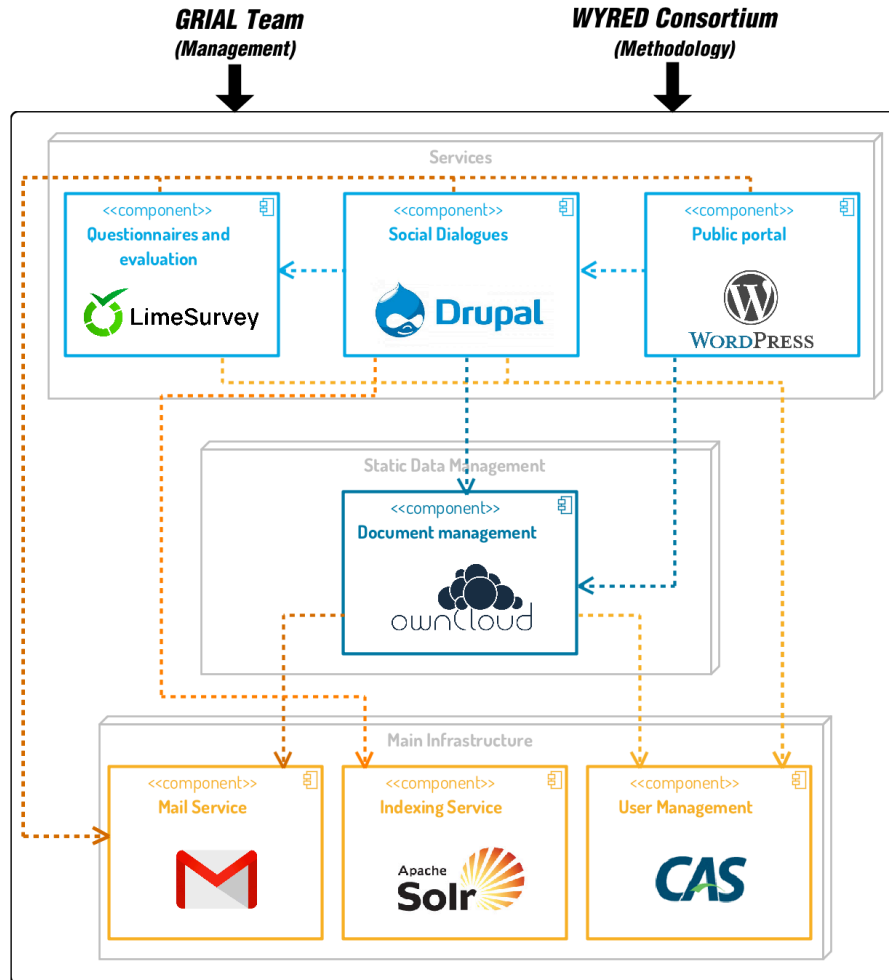 GRIAL Team
(Management)
WYRED Consortium
(Methodology)
Services
<<component>>
Questionnaires and
evaluation
LimeSurvey
<<component>>
Social Dialogues
Drupal
<<component>>
Public portal
WORDPRESS
Static Data Management
<<component>>
Document management
ownCloud
Main Infrastructure
<<component>>
Mail Service
<<component>>
Indexing Service
Apache
Solr
<<component>>
User Management
CAS